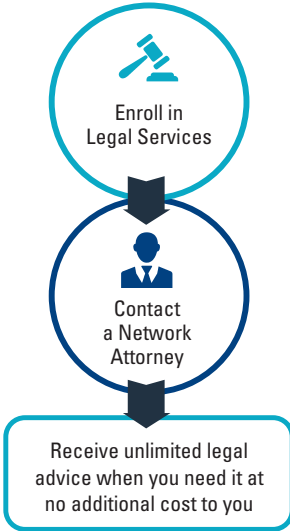 Enroll in
Legal Services
Contact
a Network
Attorney
Receive unlimited legal
advice when you need it at
no additional cost to you